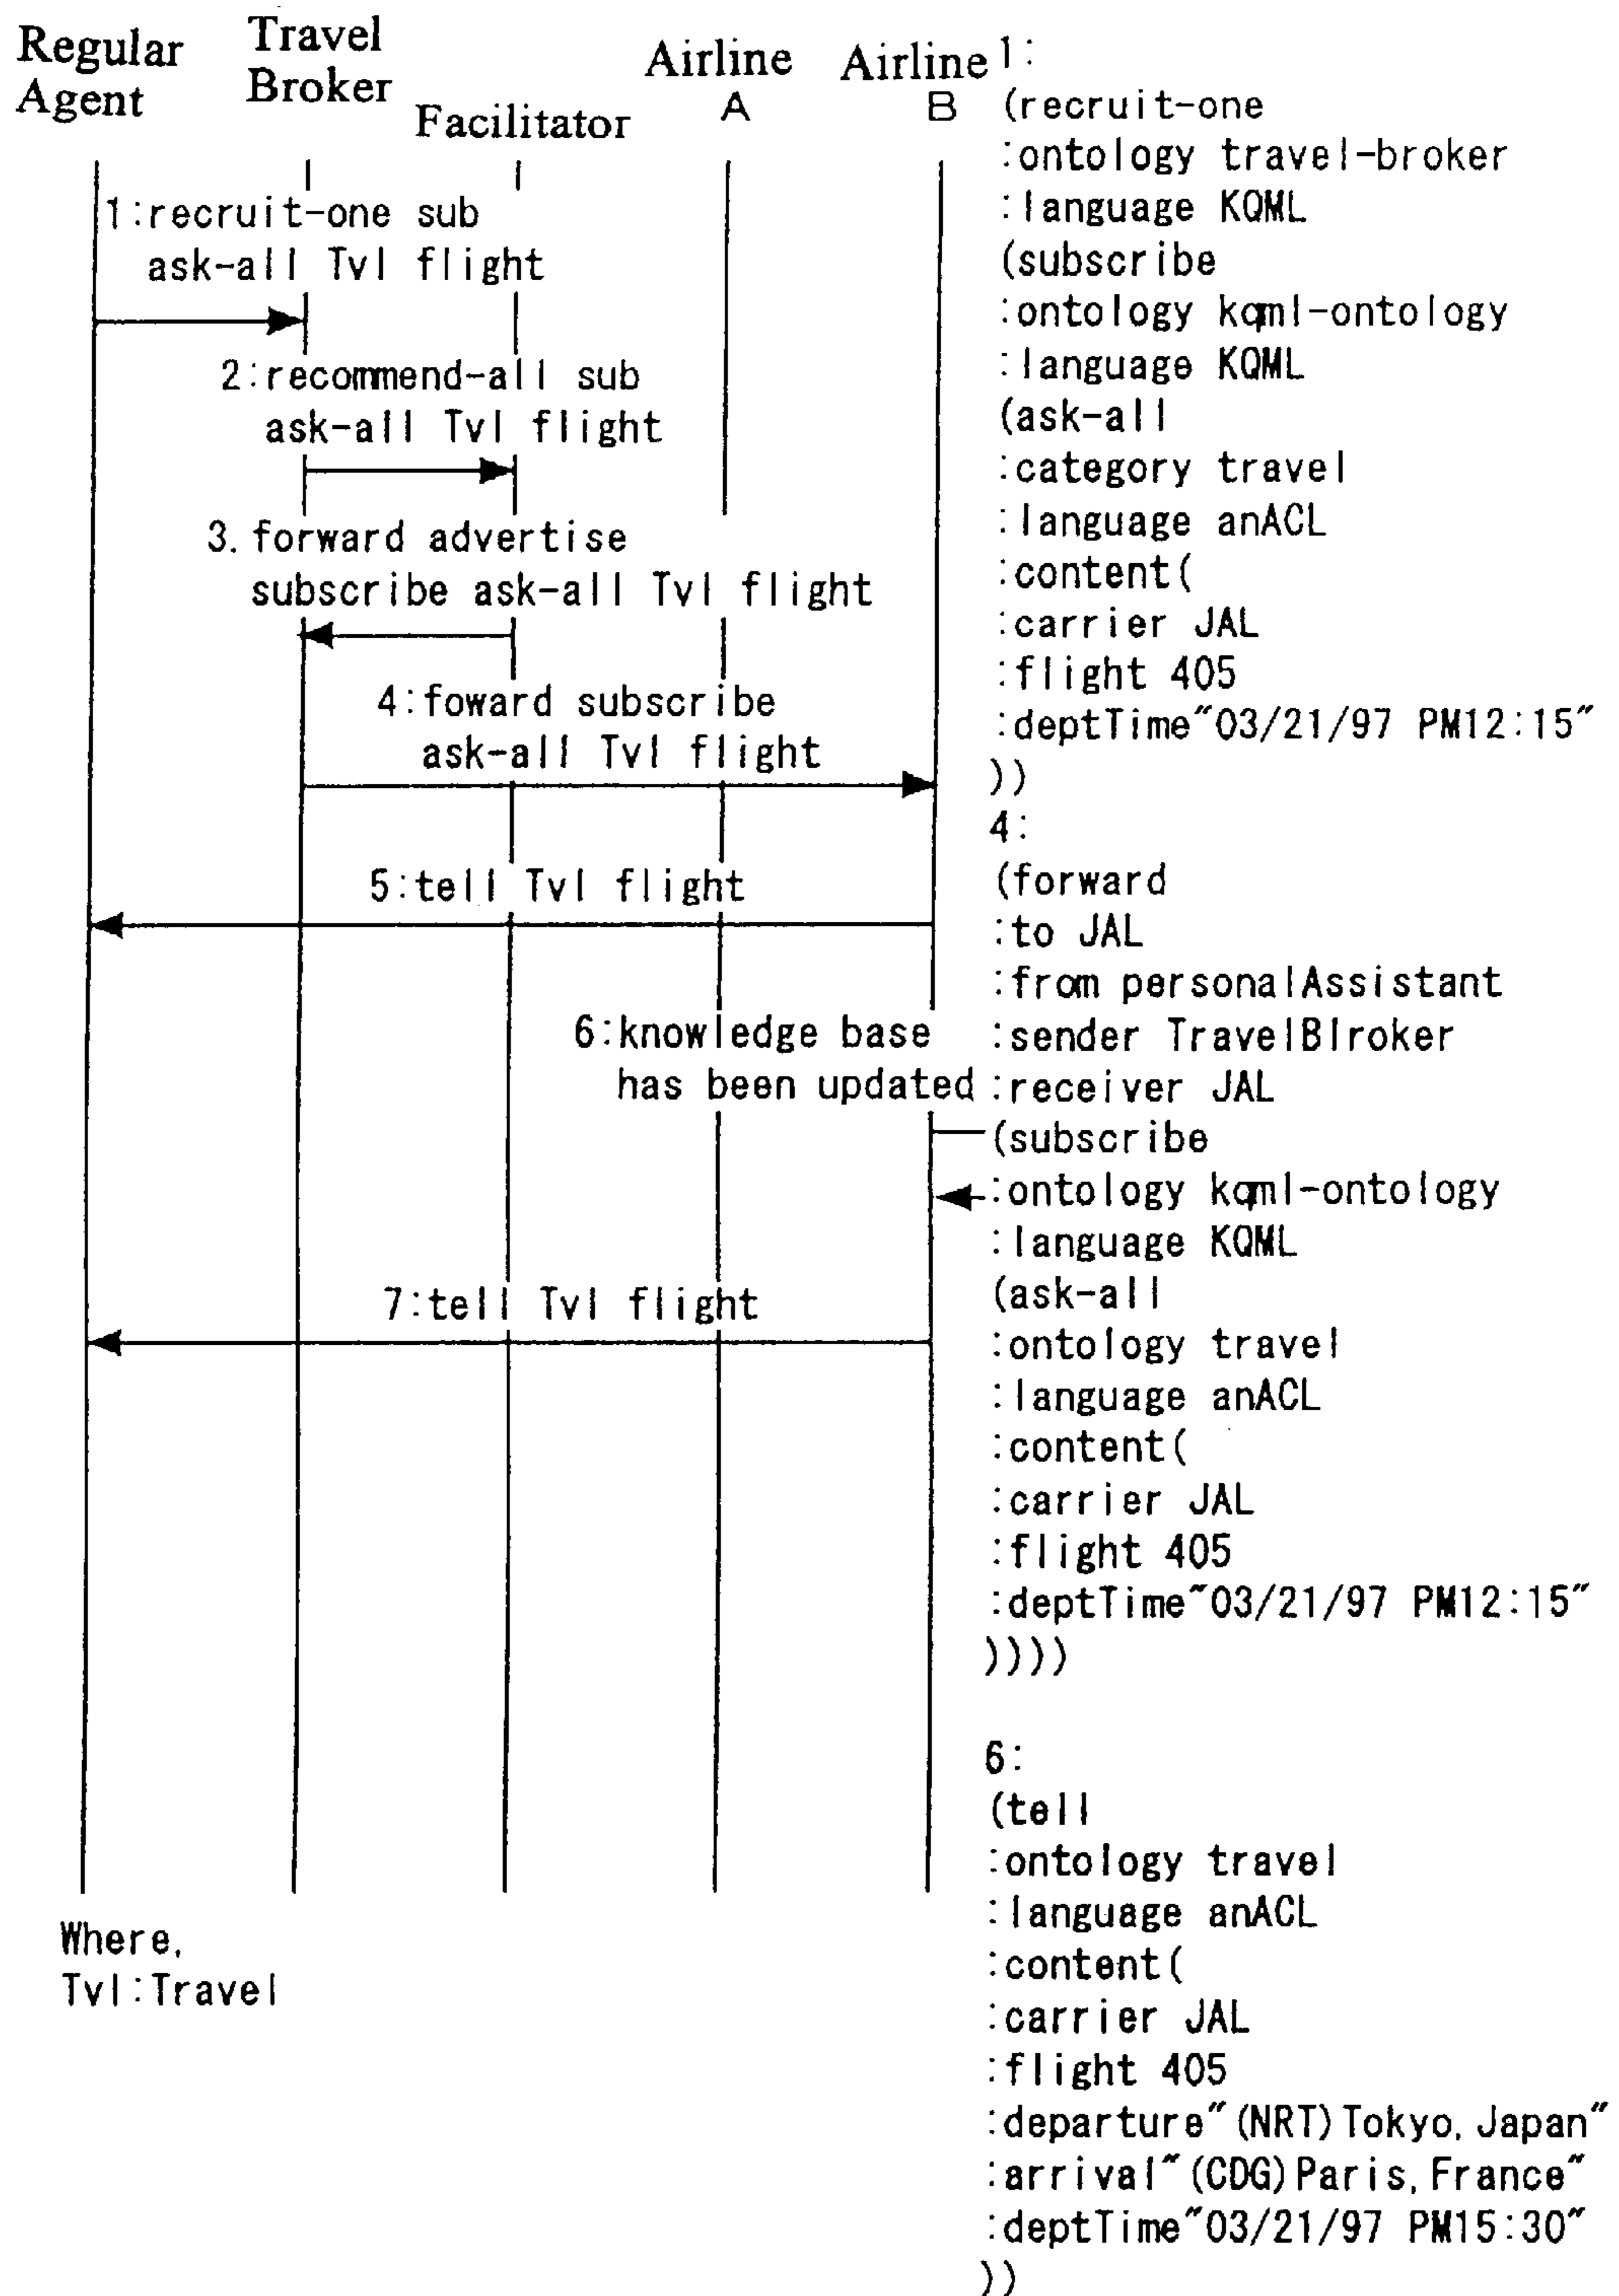 Regular
Agent
Travel
Broker
Facilitator
Airline
A
Airline
B
1:recruit-one sub
ask-all Tvl flight
2:recommend-all sub
ask-all Tvl flight
3.forward advertise
subscribe ask-all Tvl flight
4:foward subscribe
ask-all Tvl flight
5:tell Tvl flight
6:knowledge base
has been updated
7:tell Tvl flight
Where,
Tvl:Travel
1:
(recruit-one
:ontology travel-broker
:language KQML
(subscribe
:ontology kqml-ontology
:language KQML
(ask-all
:category travel
:language anACL
:content(
:carrier JAL
:flight 405
:deptTime"03/21/97 PM12:15"
))
4:
(forward
:to JAL
:from personalAssistant
:sender TravelBlroker
:receiver JAL
(subscribe
:ontology kqml-ontology
:language KQML
(ask-all
:ontology travel
:language anACL
:content(
:carrier JAL
:flight 405
:deptTime"03/21/97 PM12:15"
))))
6:
(tell
:ontology travel
:language anACL
:content(
:carrier JAL
:flight 405
:departure"(NRT)Tokyo,Japan"
:arrival"(CDG)Paris,France"
:deptTime"03/21/97 PM15:30"
))